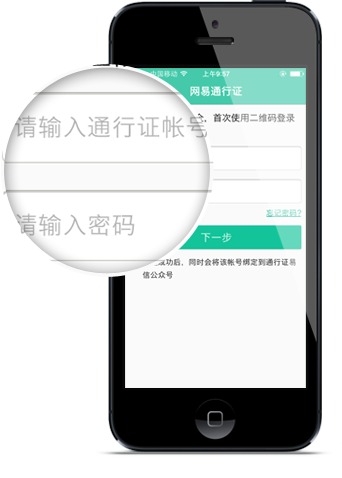 中国移动 上午9:57
网易通行证
首次使用二维码登录
请输入通行证帐号
请输入密码
忘记密码?
下一步
成功后，同时会将该帐号绑定到通行证易
信公众号